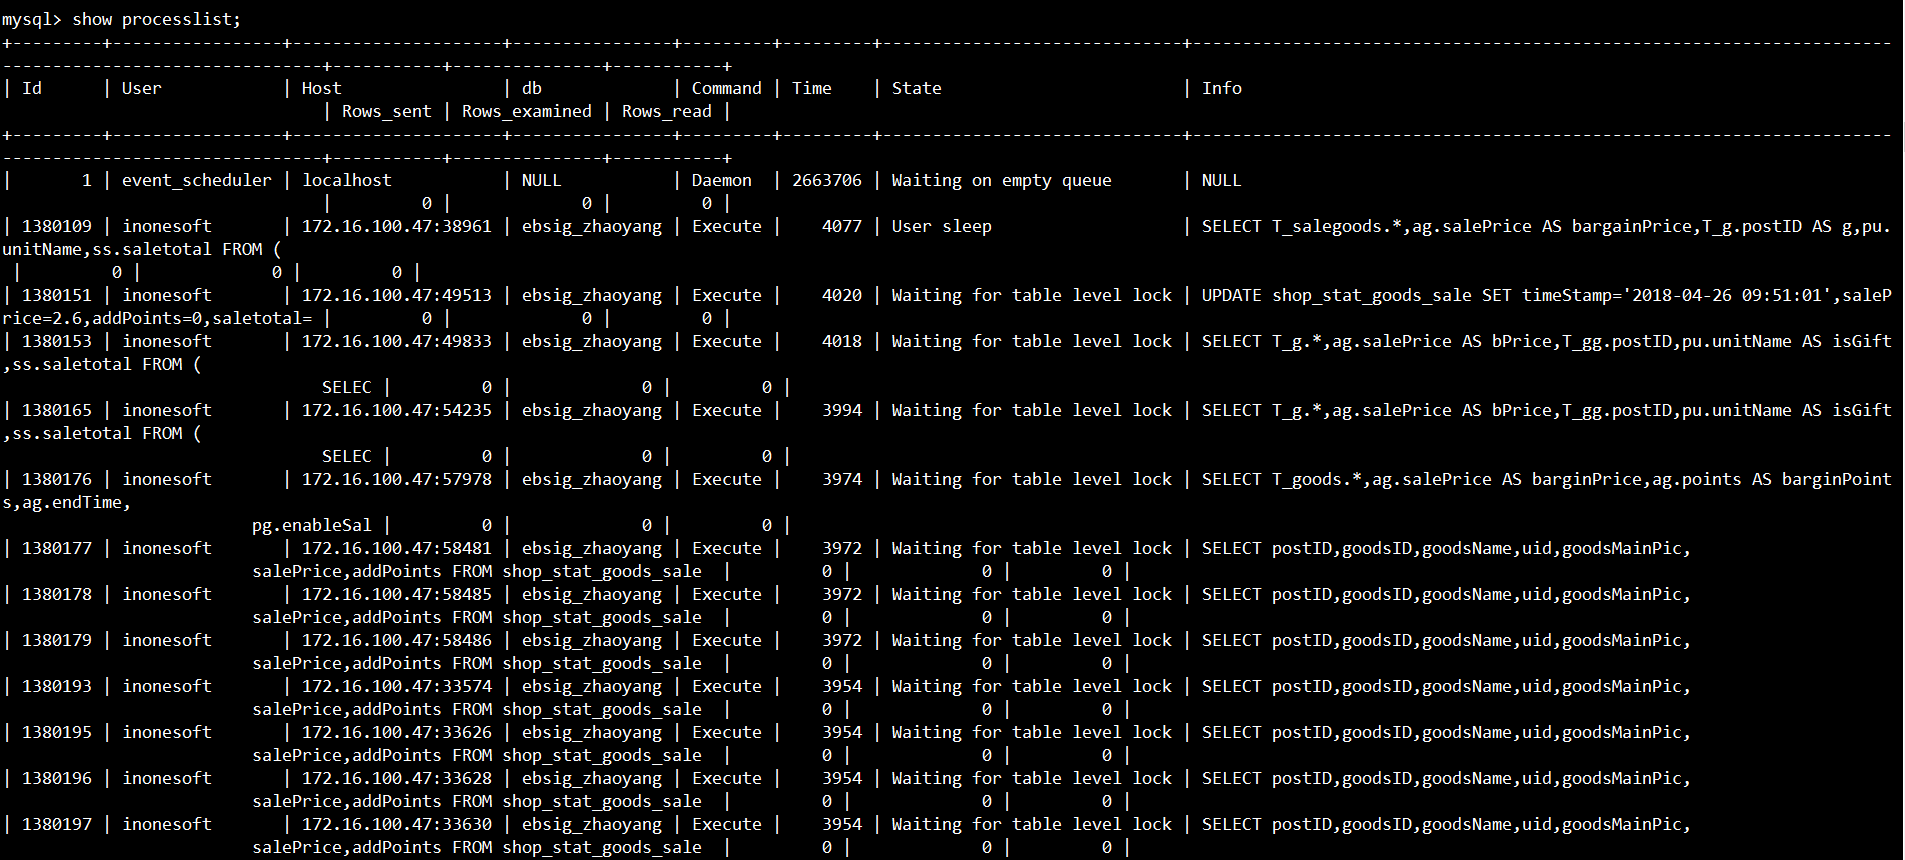 mysql> show processlist;
+---------+-----------------+---------------------+----------------+---------+---------+------------------------------+----------------------------------------------------------------------
--------------------------------+-----------+---------------+-----------+
| Id      | User            | Host                | db             | Command | Time    | State                        | Info
                                | Rows_sent | Rows_examined | Rows_read |
+---------+-----------------+---------------------+----------------+---------+---------+------------------------------+----------------------------------------------------------------------
--------------------------------+-----------+---------------+-----------+
|       1 | event_scheduler | localhost           | NULL           | Daemon  | 2663706 | Waiting on empty queue       | NULL
                                |         0 |             0 |         0 |
| 1380109 | inonesoft       | 172.16.100.47:38961 | ebsig_zhaoyang | Execute |    4077 | User sleep                   | SELECT T_salegoods.*,ag.salePrice AS bargainPrice,T_g.postID AS g,pu.
unitName,ss.saletotal FROM (
 |         0 |             0 |         0 |
| 1380151 | inonesoft       | 172.16.100.47:49513 | ebsig_zhaoyang | Execute |    4020 | Waiting for table level lock | UPDATE shop_stat_goods_sale SET timeStamp='2018-04-26 09:51:01',saleP
rice=2.6,addPoints=0,saletotal= |         0 |             0 |         0 |
| 1380153 | inonesoft       | 172.16.100.47:49833 | ebsig_zhaoyang | Execute |    4018 | Waiting for table level lock | SELECT T_g.*,ag.salePrice AS bPrice,T_gg.postID,pu.unitName AS isGift
,ss.saletotal FROM (
                                SELEC |         0 |             0 |         0 |
| 1380165 | inonesoft       | 172.16.100.47:54235 | ebsig_zhaoyang | Execute |    3994 | Waiting for table level lock | SELECT T_g.*,ag.salePrice AS bPrice,T_gg.postID,pu.unitName AS isGift
,ss.saletotal FROM (
                                SELEC |         0 |             0 |         0 |
| 1380176 | inonesoft       | 172.16.100.47:57978 | ebsig_zhaoyang | Execute |    3974 | Waiting for table level lock | SELECT T_goods.*,ag.salePrice AS barginPrice,ag.points AS barginPoint
s,ag.endTime,
                         pg.enableSal |         0 |             0 |         0 |
| 1380177 | inonesoft       | 172.16.100.47:58481 | ebsig_zhaoyang | Execute |    3972 | Waiting for table level lock | SELECT postID,goodsID,goodsName,uid,goodsMainPic,
                         salePrice,addPoints FROM shop_stat_goods_sale  |         0 |             0 |         0 |
| 1380178 | inonesoft       | 172.16.100.47:58485 | ebsig_zhaoyang | Execute |    3972 | Waiting for table level lock | SELECT postID,goodsID,goodsName,uid,goodsMainPic,
                         salePrice,addPoints FROM shop_stat_goods_sale  |         0 |             0 |         0 |
| 1380179 | inonesoft       | 172.16.100.47:58486 | ebsig_zhaoyang | Execute |    3972 | Waiting for table level lock | SELECT postID,goodsID,goodsName,uid,goodsMainPic,
                         salePrice,addPoints FROM shop_stat_goods_sale  |         0 |             0 |         0 |
| 1380193 | inonesoft       | 172.16.100.47:33574 | ebsig_zhaoyang | Execute |    3954 | Waiting for table level lock | SELECT postID,goodsID,goodsName,uid,goodsMainPic,
                         salePrice,addPoints FROM shop_stat_goods_sale  |         0 |             0 |         0 |
| 1380195 | inonesoft       | 172.16.100.47:33626 | ebsig_zhaoyang | Execute |    3954 | Waiting for table level lock | SELECT postID,goodsID,goodsName,uid,goodsMainPic,
                         salePrice,addPoints FROM shop_stat_goods_sale  |         0 |             0 |         0 |
| 1380196 | inonesoft       | 172.16.100.47:33628 | ebsig_zhaoyang | Execute |    3954 | Waiting for table level lock | SELECT postID,goodsID,goodsName,uid,goodsMainPic,
                         salePrice,addPoints FROM shop_stat_goods_sale  |         0 |             0 |         0 |
| 1380197 | inonesoft       | 172.16.100.47:33630 | ebsig_zhaoyang | Execute |    3954 | Waiting for table level lock | SELECT postID,goodsID,goodsName,uid,goodsMainPic,
                         salePrice,addPoints FROM shop_stat_goods_sale  |         0 |             0 |         0 |